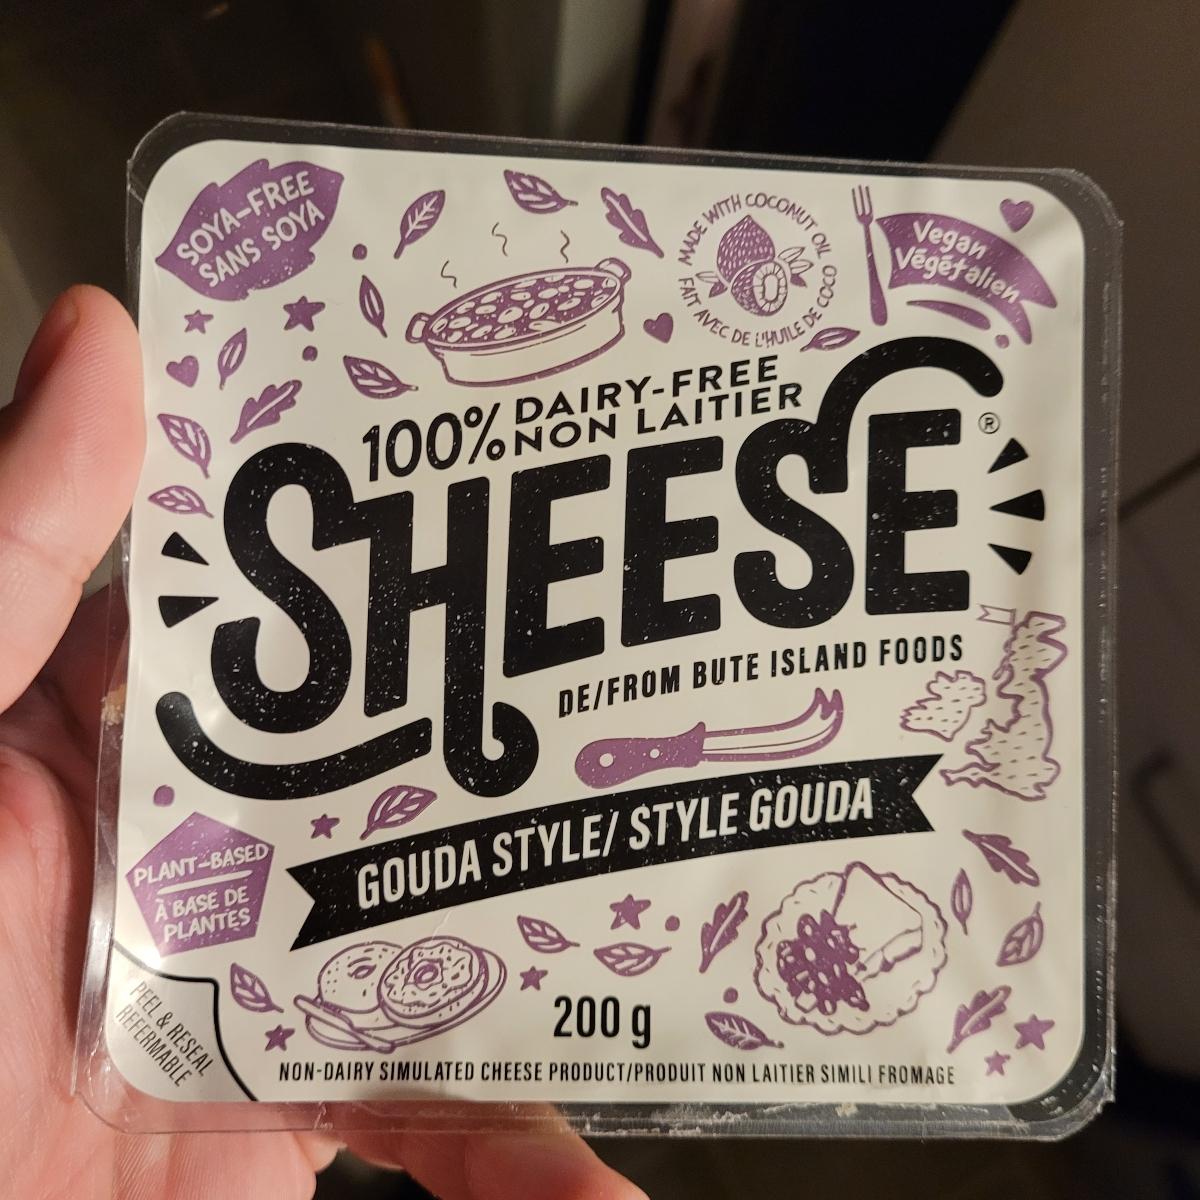 SOYA-FREE
SANS SOYA
MADE WITH COCONUT OIL
FAIT AVEC DE L'HUILE DE COCO
Vegan
Végétalien
100% DAIRY-FREE
NON LAITIER
SHEESE®
DE/FROM BUTE ISLAND FOODS
GOUDA STYLE/ STYLE GOUDA
PLANT-BASED
À BASE DE
PLANTES
PEEL & RESEAL
REFERMABLE
200 g
NON-DAIRY SIMULATED CHEESE PRODUCT/PRODUIT NON LAITIER SIMILI FROMAGE